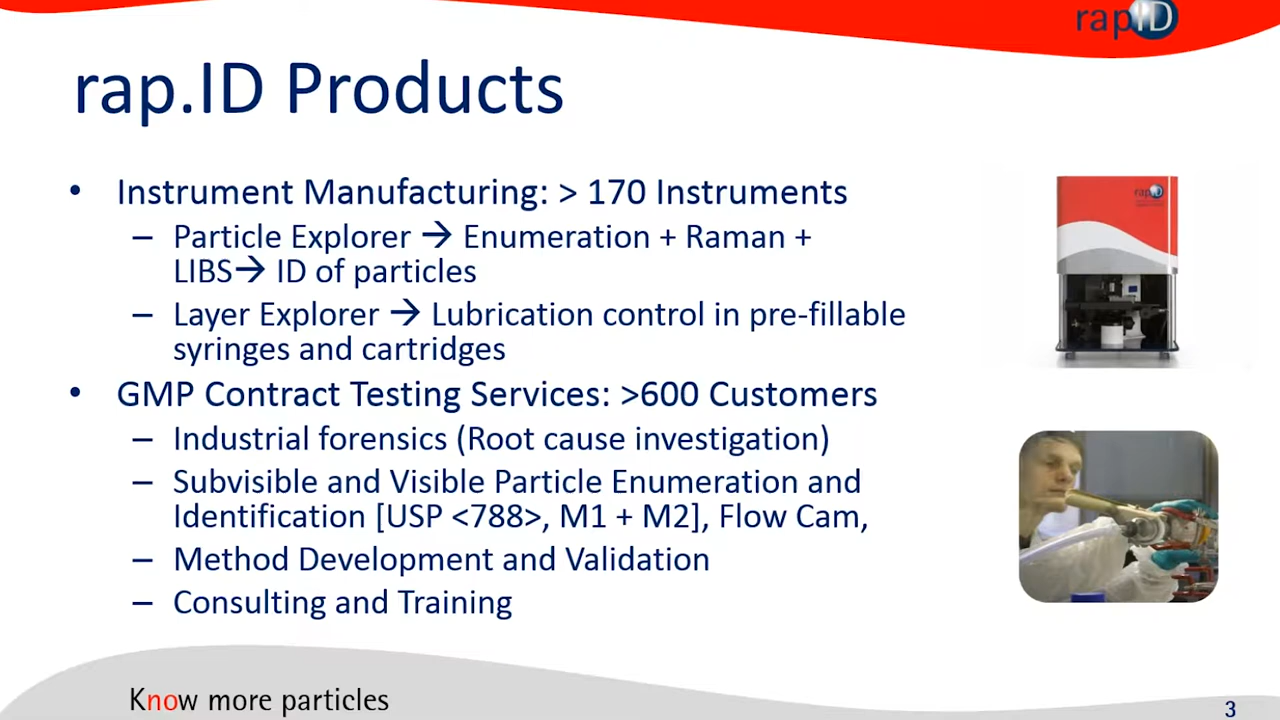 rapID
rap.ID Products
• Instrument Manufacturing: > 170 Instruments
– Particle Explorer → Enumeration + Raman +
LIBS→ ID of particles
– Layer Explorer → Lubrication control in pre-fillable
syringes and cartridges
• GMP Contract Testing Services: >600 Customers
– Industrial forensics (Root cause investigation)
– Subvisible and Visible Particle Enumeration and
Identification [USP <788>, M1 + M2], Flow Cam,
– Method Development and Validation
– Consulting and Training
rapID
Know more particles
3